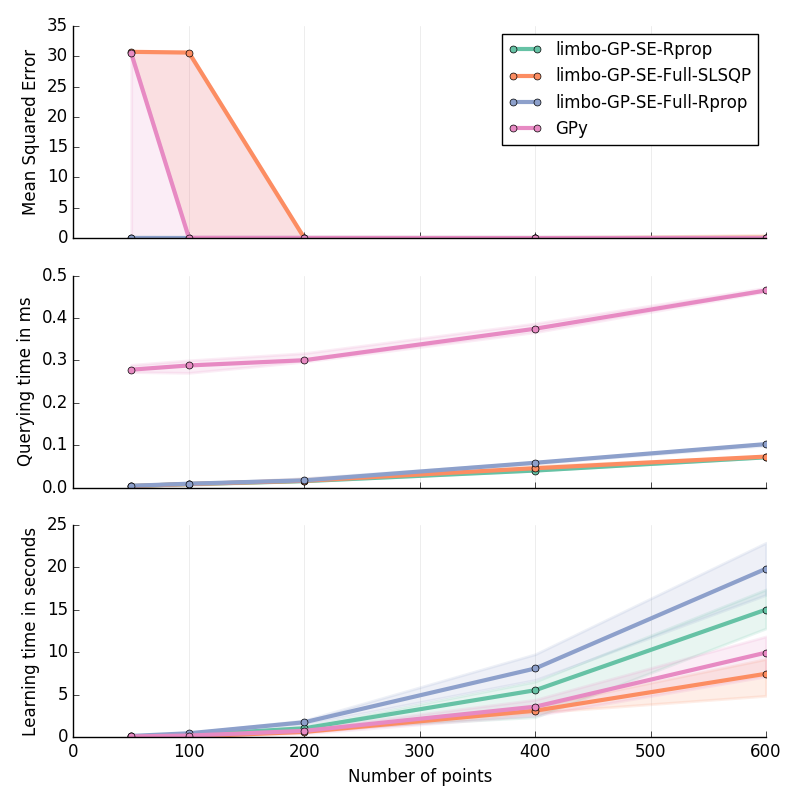 35
30
25
20
15
10
5
0
Mean Squared Error
limbo-GP-SE-Rprop
limbo-GP-SE-Full-SLSQP
limbo-GP-SE-Full-Rprop
GPy
0.5
0.4
0.3
0.2
0.1
0.0
Querying time in ms
25
20
15
10
5
0
Learning time in seconds
0 100 200 300 400 500 600
Number of points